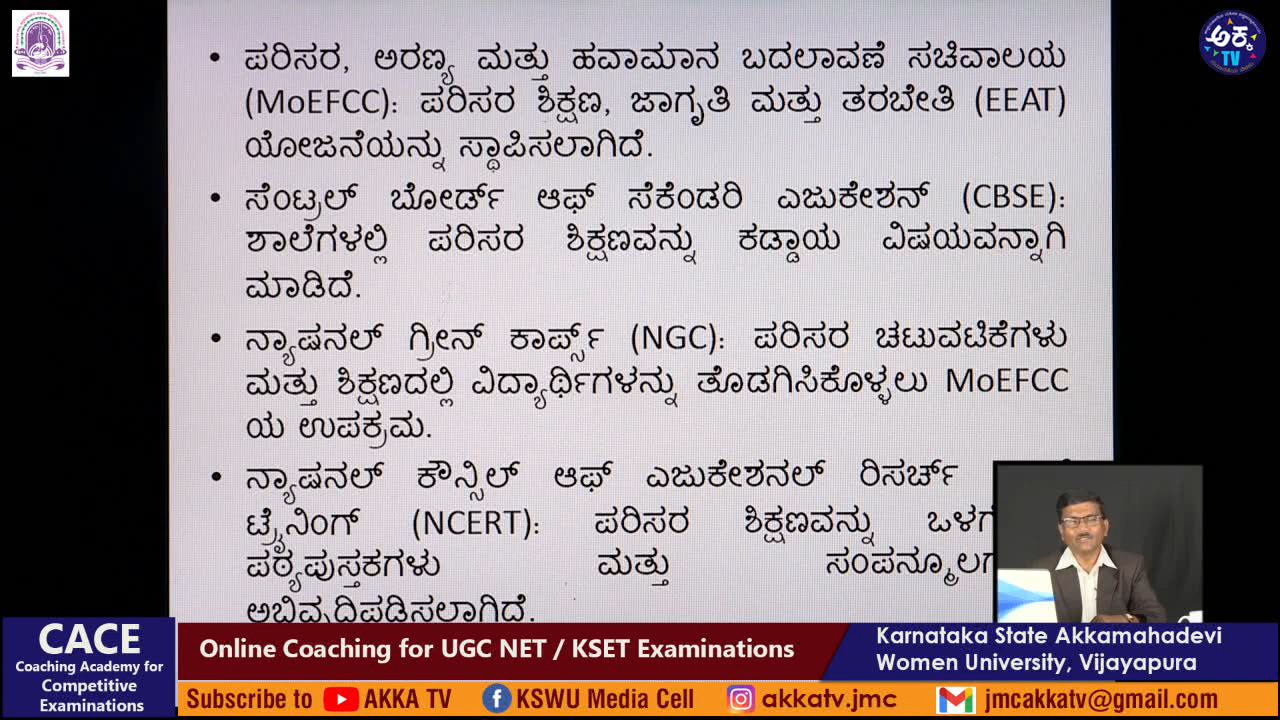 ಅಕ್ಕ
TV
• ಪರಿಸರ, ಅರಣ್ಯ ಮತ್ತು ಹವಾಮಾನ ಬದಲಾವಣೆ ಸಚಿವಾಲಯ
(MoEFCC): ಪರಿಸರ ಶಿಕ್ಷಣ, ಜಾಗೃತಿ ಮತ್ತು ತರಬೇತಿ (EEAT)
ಯೋಜನೆಯನ್ನು ಸ್ಥಾಪಿಸಲಾಗಿದೆ.
• ಸೆಂಟ್ರಲ್ ಬೋರ್ಡ್ ಆಫ್ ಸೆಕೆಂಡರಿ ಎಜುಕೇಶನ್ (CBSE):
ಶಾಲೆಗಳಲ್ಲಿ ಪರಿಸರ ಶಿಕ್ಷಣವನ್ನು ಕಡ್ಡಾಯ ವಿಷಯವನ್ನಾಗಿ
ಮಾಡಿದೆ.
• ನ್ಯಾಷನಲ್ ಗ್ರೀನ್ ಕಾರ್ಪ್ಸ್ (NGC): ಪರಿಸರ ಚಟುವಟಿಕೆಗಳು
ಮತ್ತು ಶಿಕ್ಷಣದಲ್ಲಿ ವಿದ್ಯಾರ್ಥಿಗಳನ್ನು ತೊಡಗಿಸಿಕೊಳ್ಳಲು MoEFCC
ಯ ಉಪಕ್ರಮ.
• ನ್ಯಾಷನಲ್ ಕೌನ್ಸಿಲ್ ಆಫ್ ಎಜುಕೇಶನಲ್ ರಿಸರ್ಚ್
ಟ್ರೈನಿಂಗ್ (NCERT): ಪರಿಸರ ಶಿಕ್ಷಣವನ್ನು
ಪಠ್ಯಪುಸ್ತಕಗಳು ಮತ್ತು
ಅಭಿವೃದ್ಧಿಪಡಿಸಲಾಗಿದೆ.
CACE
Coaching Academy for
Competitive
Examinations
Online Coaching for UGC NET / KSET Examinations
Karnataka State Akkamahadevi
Women University, Vijayapura
Subscribe to AKKA TV KSWU Media Cell akkatv.jmc jmcakkatv@gmail.com